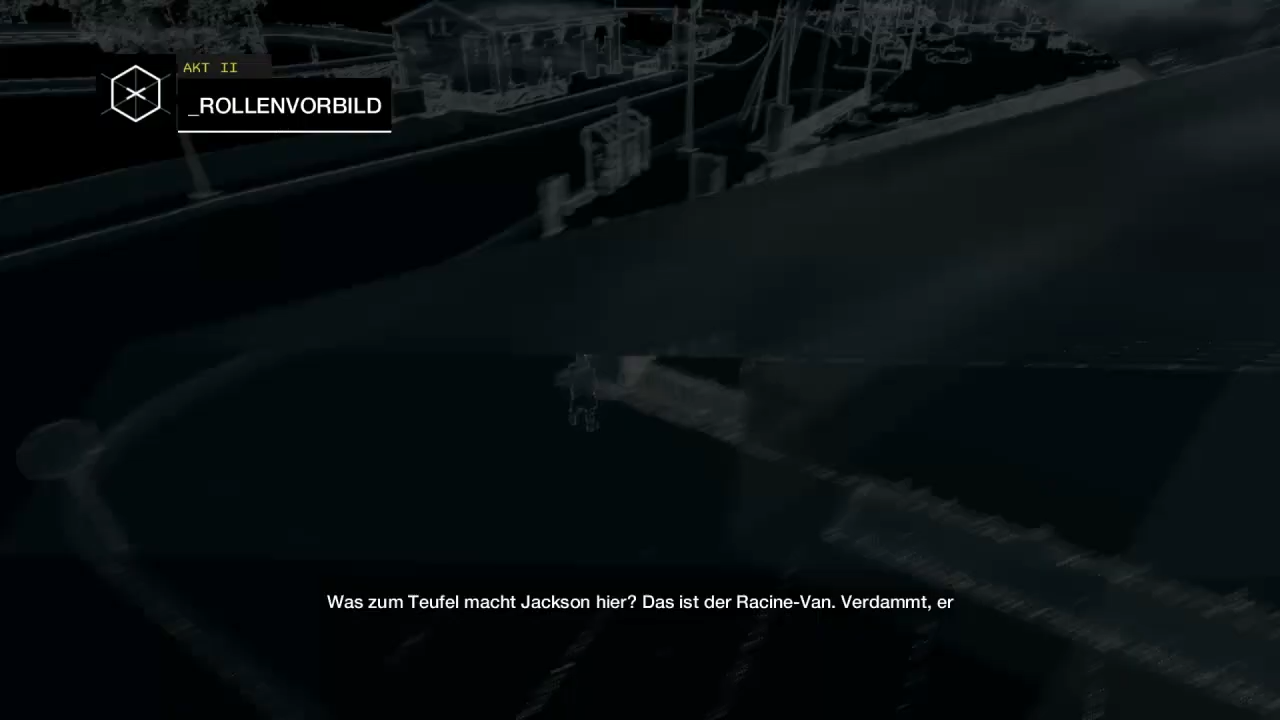 AKT II
_ROLLENVORBILD
Was zum Teufel macht Jackson hier? Das ist der Racine-Van. Verdammt, er